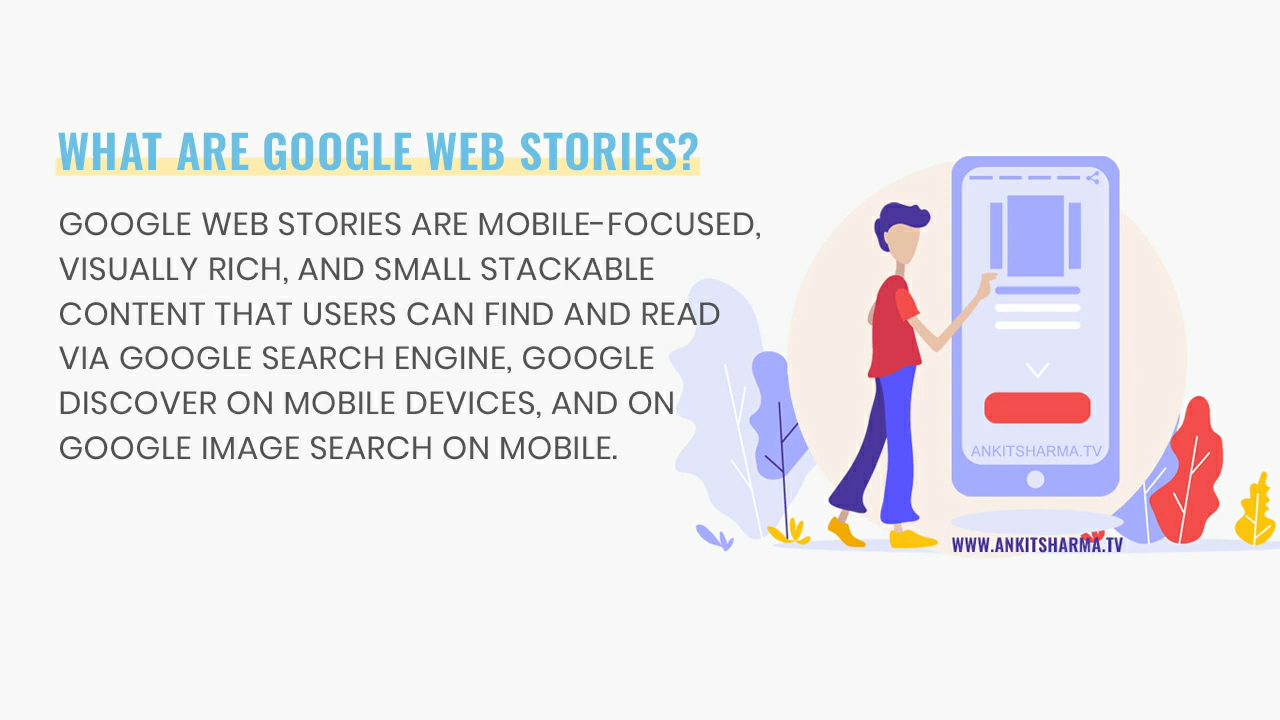 WHAT ARE GOOGLE WEB STORIES?
GOOGLE WEB STORIES ARE MOBILE-FOCUSED,
VISUALLY RICH, AND SMALL STACKABLE
CONTENT THAT USERS CAN FIND AND READ
VIA GOOGLE SEARCH ENGINE, GOOGLE
DISCOVER ON MOBILE DEVICES, AND ON
GOOGLE IMAGE SEARCH ON MOBILE.
ANKITSHARMA.TV
WWW.ANKITSHARMA.TV